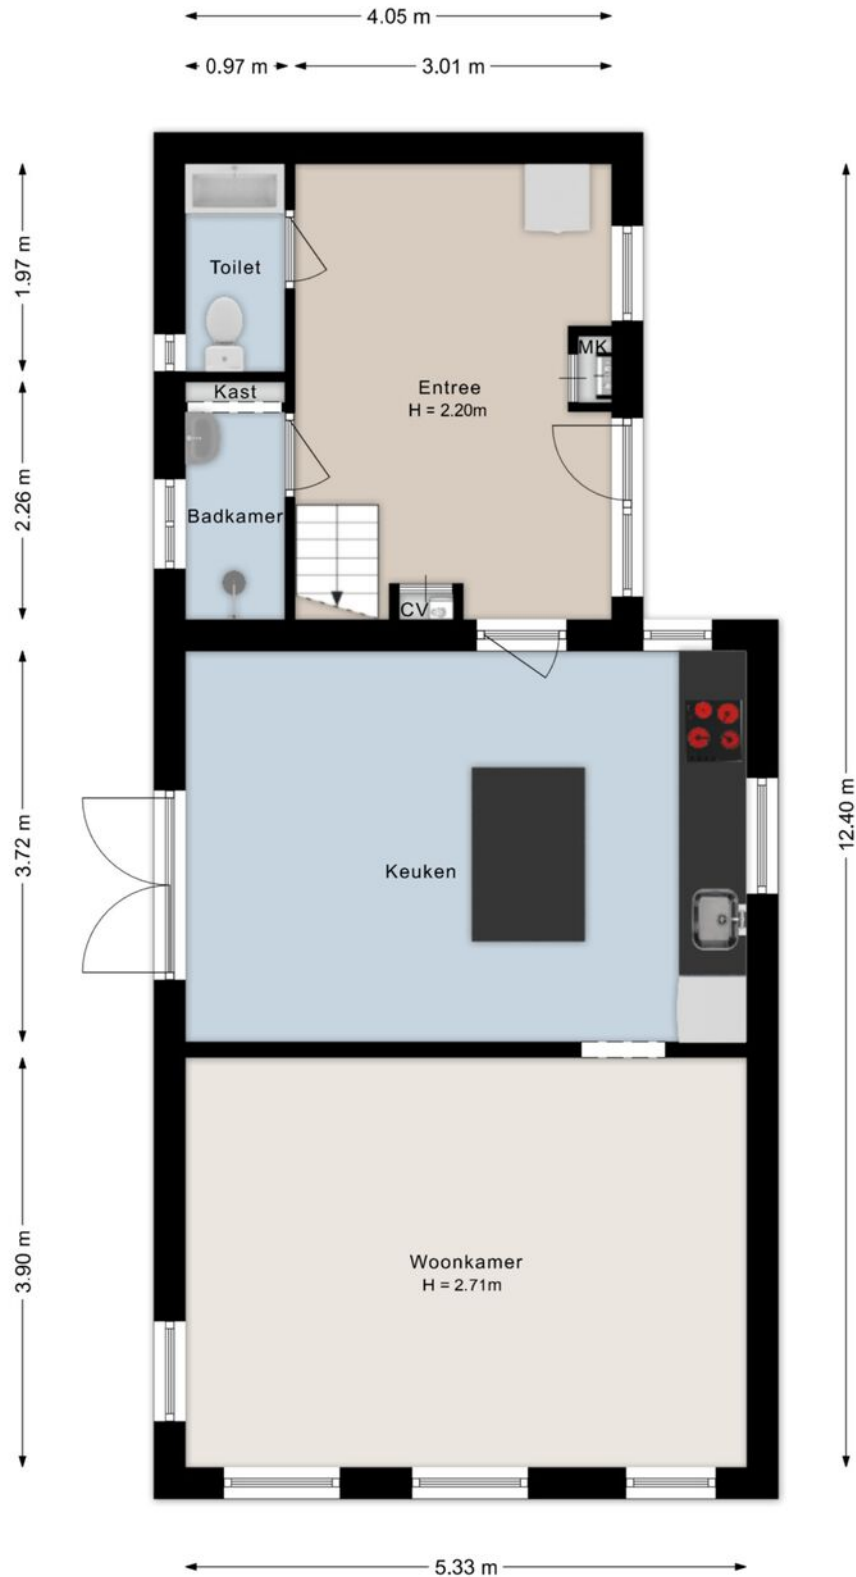 4.05 m
0.97 m
3.01 m
1.97 m
2.26 m
3.72 m
3.90 m
12.40 m
Toilet
MK
Kast
Entree
H = 2.20m
Badkamer
CV
Keuken
Woonkamer
H = 2.71m
5.33 m